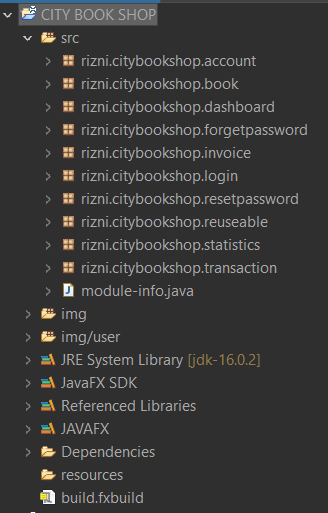 CITY BOOK SHOP
src
rizni.citybookshop.account
rizni.citybookshop.book
rizni.citybookshop.dashboard
rizni.citybookshop.forgetpassword
rizni.citybookshop.invoice
rizni.citybookshop.login
rizni.citybookshop.resetpassword
rizni.citybookshop.reuseable
rizni.citybookshop.statistics
rizni.citybookshop.transaction
module-info.java
img
img/user
JRE System Library [jdk-16.0.2]
JavaFX SDK
Referenced Libraries
JAVAFX
Dependencies
resources
build.fxbuild